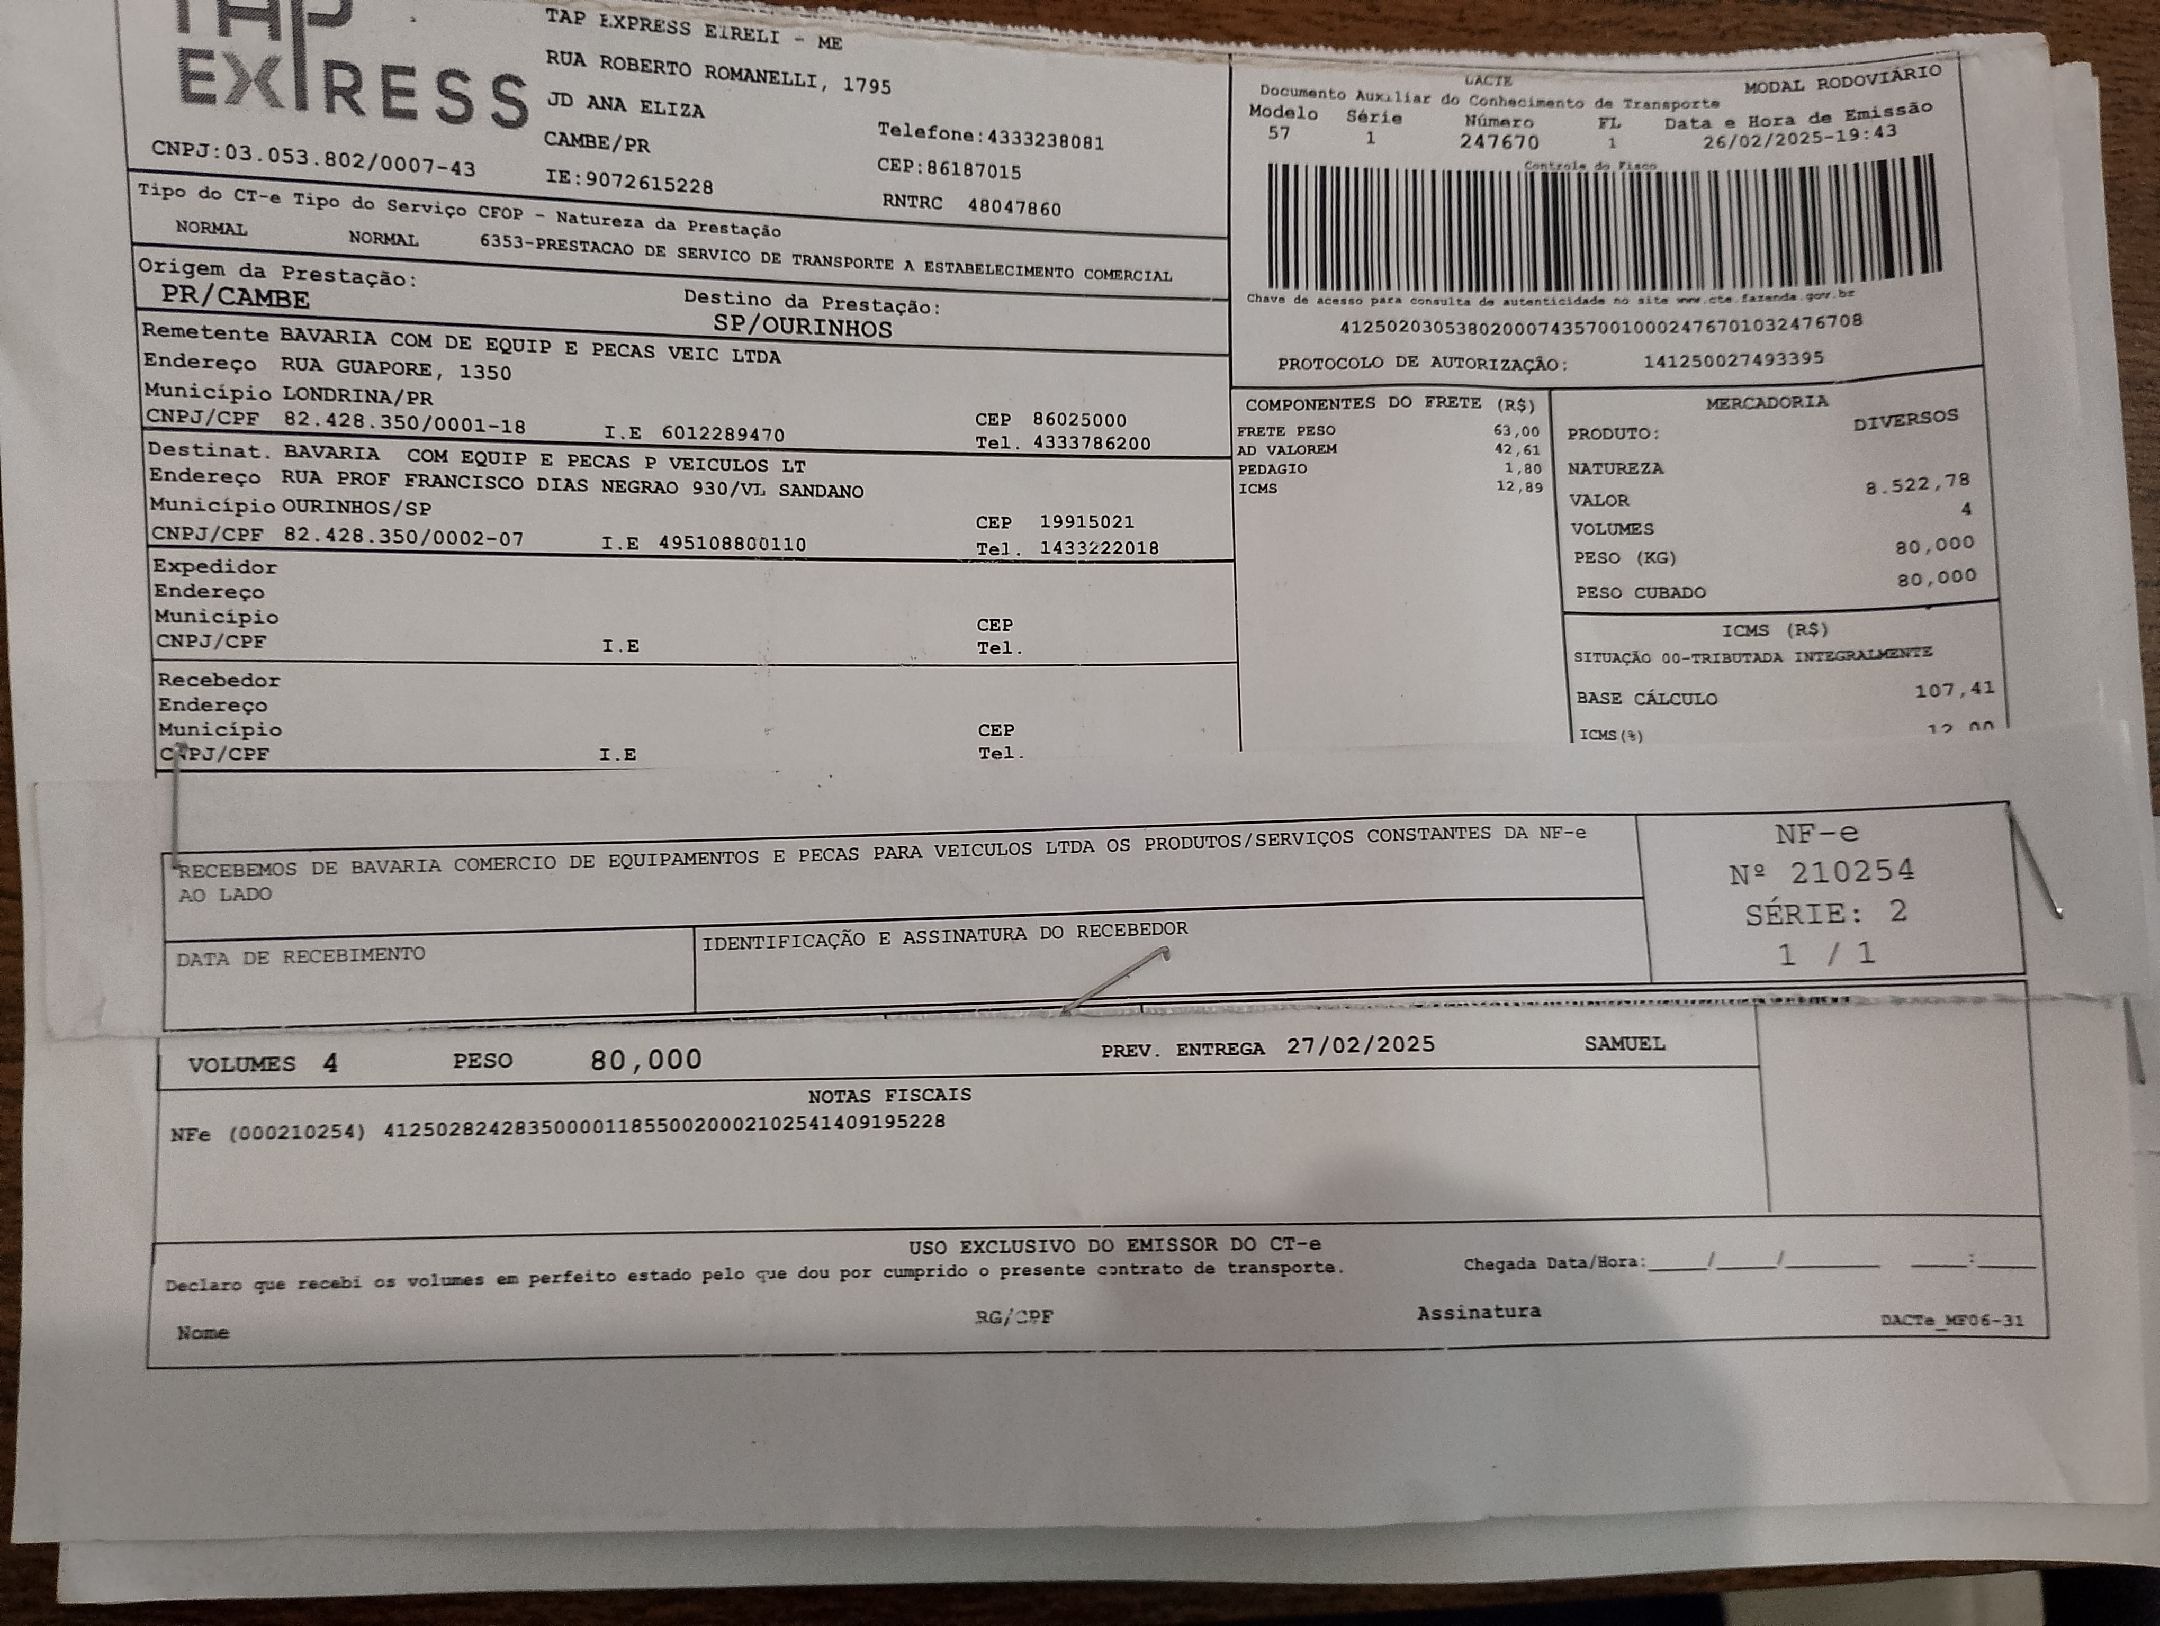 TAP
EXPRESS
TAP EXPRESS EIRELI - ME
RUA ROBERTO ROMANELLI, 1795
JD ANA ELIZA
CAMBE/PR Telefone:4333238081
CNPJ:03.053.802/0007-43 IE:9072615228 CEP:86187015
RNTRC 48047860
Tipo do CT-e Tipo do Serviço CFOP - Natureza da Prestação
NORMAL NORMAL 6353-PRESTACAO DE SERVICO DE TRANSPORTE A ESTABELECIMENTO COMERCIAL
Origem da Prestação: Destino da Prestação:
PR/CAMBE SP/OURINHOS
Remetente BAVARIA COM DE EQUIP E PECAS VEIC LTDA
Endereço RUA GUAPORE, 1350
Município LONDRINA/PR CEP 86025000
CNPJ/CPF 82.428.350/0001-18 I.E 6012289470 Tel. 4333786200
Destinat. BAVARIA COM EQUIP E PECAS P VEICULOS LT
Endereço RUA PROF FRANCISCO DIAS NEGRAO 930/VL SANDANO
Município OURINHOS/SP CEP 19915021
CNPJ/CPF 82.428.350/0002-07 I.E 495108800110 Tel. 1433222018
Expedidor
Endereço
Município CEP
CNPJ/CPF I.E Tel.
Recebedor
Endereço
Município CEP
CNPJ/CPF I.E Tel.
DACTE MODAL RODOVIÁRIO
Documento Auxiliar do Conhecimento de Transporte
Modelo Série Número FL Data e Hora de Emissão
57 1 247670 1 26/02/2025-19:43
Controle do Fisco
Chave de acesso para consulta de autenticidade no site www.cte.fazenda.gov.br
41250203053802000743570010002476701032476708
PROTOCOLO DE AUTORIZAÇÃO: 141250027493395
COMPONENTES DO FRETE (R$)
FRETE PESO 63,00
AD VALOREM 42,61
PEDAGIO 1,80
ICMS 12,89
MERCADORIA
PRODUTO: DIVERSOS
NATUREZA
VALOR 8.522,78
VOLUMES 4
PESO (KG) 80,000
PESO CUBADO 80,000
ICMS (R$)
SITUAÇÃO 00-TRIBUTADA INTEGRALMENTE
BASE CÁLCULO 107,41
ICMS(%) 12,00
RECEBEMOS DE BAVARIA COMERCIO DE EQUIPAMENTOS E PECAS PARA VEICULOS LTDA OS PRODUTOS/SERVIÇOS CONSTANTES DA NF-e
AO LADO
DATA DE RECEBIMENTO IDENTIFICAÇÃO E ASSINATURA DO RECEBEDOR
NF-e
Nº 210254
SÉRIE: 2
1 / 1
VOLUMES 4 PESO 80,000 PREV. ENTREGA 27/02/2025 SAMUEL
NOTAS FISCAIS
NFe (000210254) 41250282428350000118550020002102541409195228
USO EXCLUSIVO DO EMISSOR DO CT-e
Declaro que recebi os volumes em perfeito estado pelo que dou por cumprido o presente contrato de transporte. Chegada Data/Hora:_____/_____/________ _____:_____
Nome RG/CPF Assinatura DACTe_MF06-31